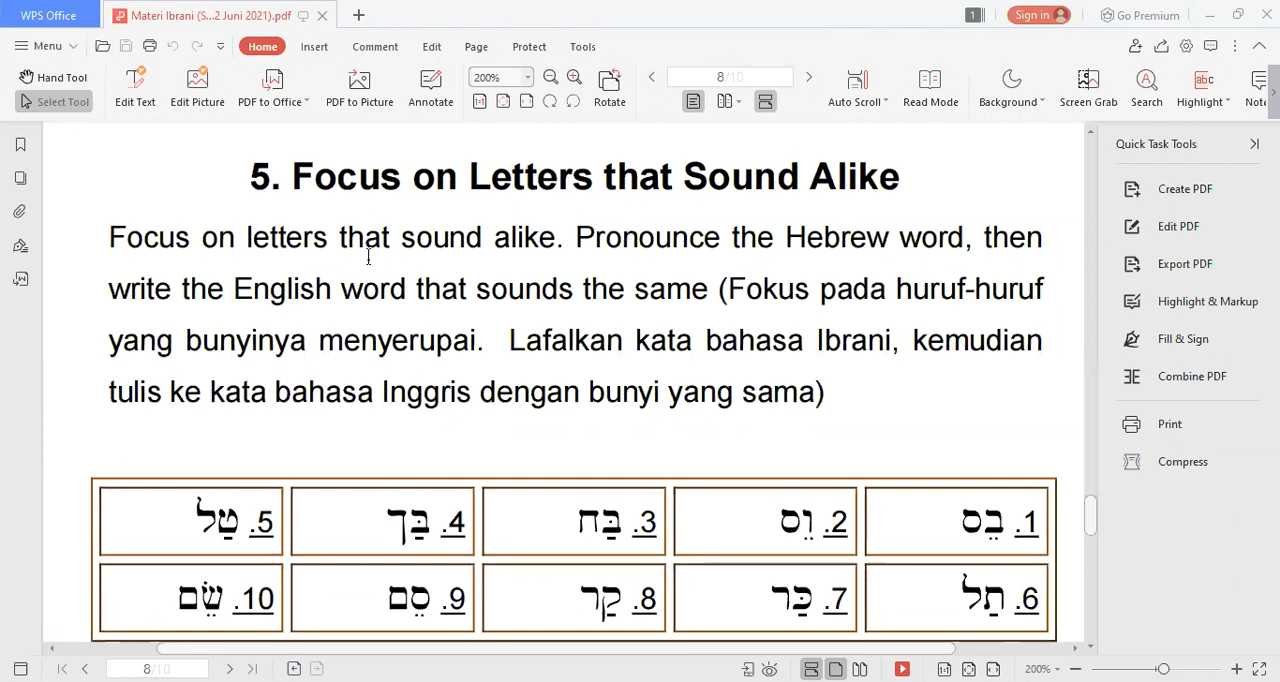 WPS Office
Materi Ibrani (S...2 Juni 2021).pdf
1
Sign in
Go Premium
Menu
Home
Insert
Comment
Edit
Page
Protect
Tools
Hand Tool
Select Tool
Edit Text
Edit Picture
PDF to Office
PDF to Picture
Annotate
200%
Rotate
8/10
Auto Scroll
Read Mode
Background
Screen Grab
Search
Highlight
Note
5. Focus on Letters that Sound Alike
Focus on letters that sound alike. Pronounce the Hebrew word, then
write the English word that sounds the same (Fokus pada huruf-huruf
yang bunyinya menyerupai. Lafalkan kata bahasa Ibrani, kemudian
tulis ke kata bahasa Inggris dengan bunyi yang sama)
1. בֵּס 2. וֵס 3. בַּח 4. בַּךְ 5. טַל
6. תַל 7. כַּר 8. קַר 9. סֵם 10. שֵׂם
Quick Task Tools
Create PDF
Edit PDF
Export PDF
Highlight & Markup
Fill & Sign
Combine PDF
Print
Compress
8/10
200%